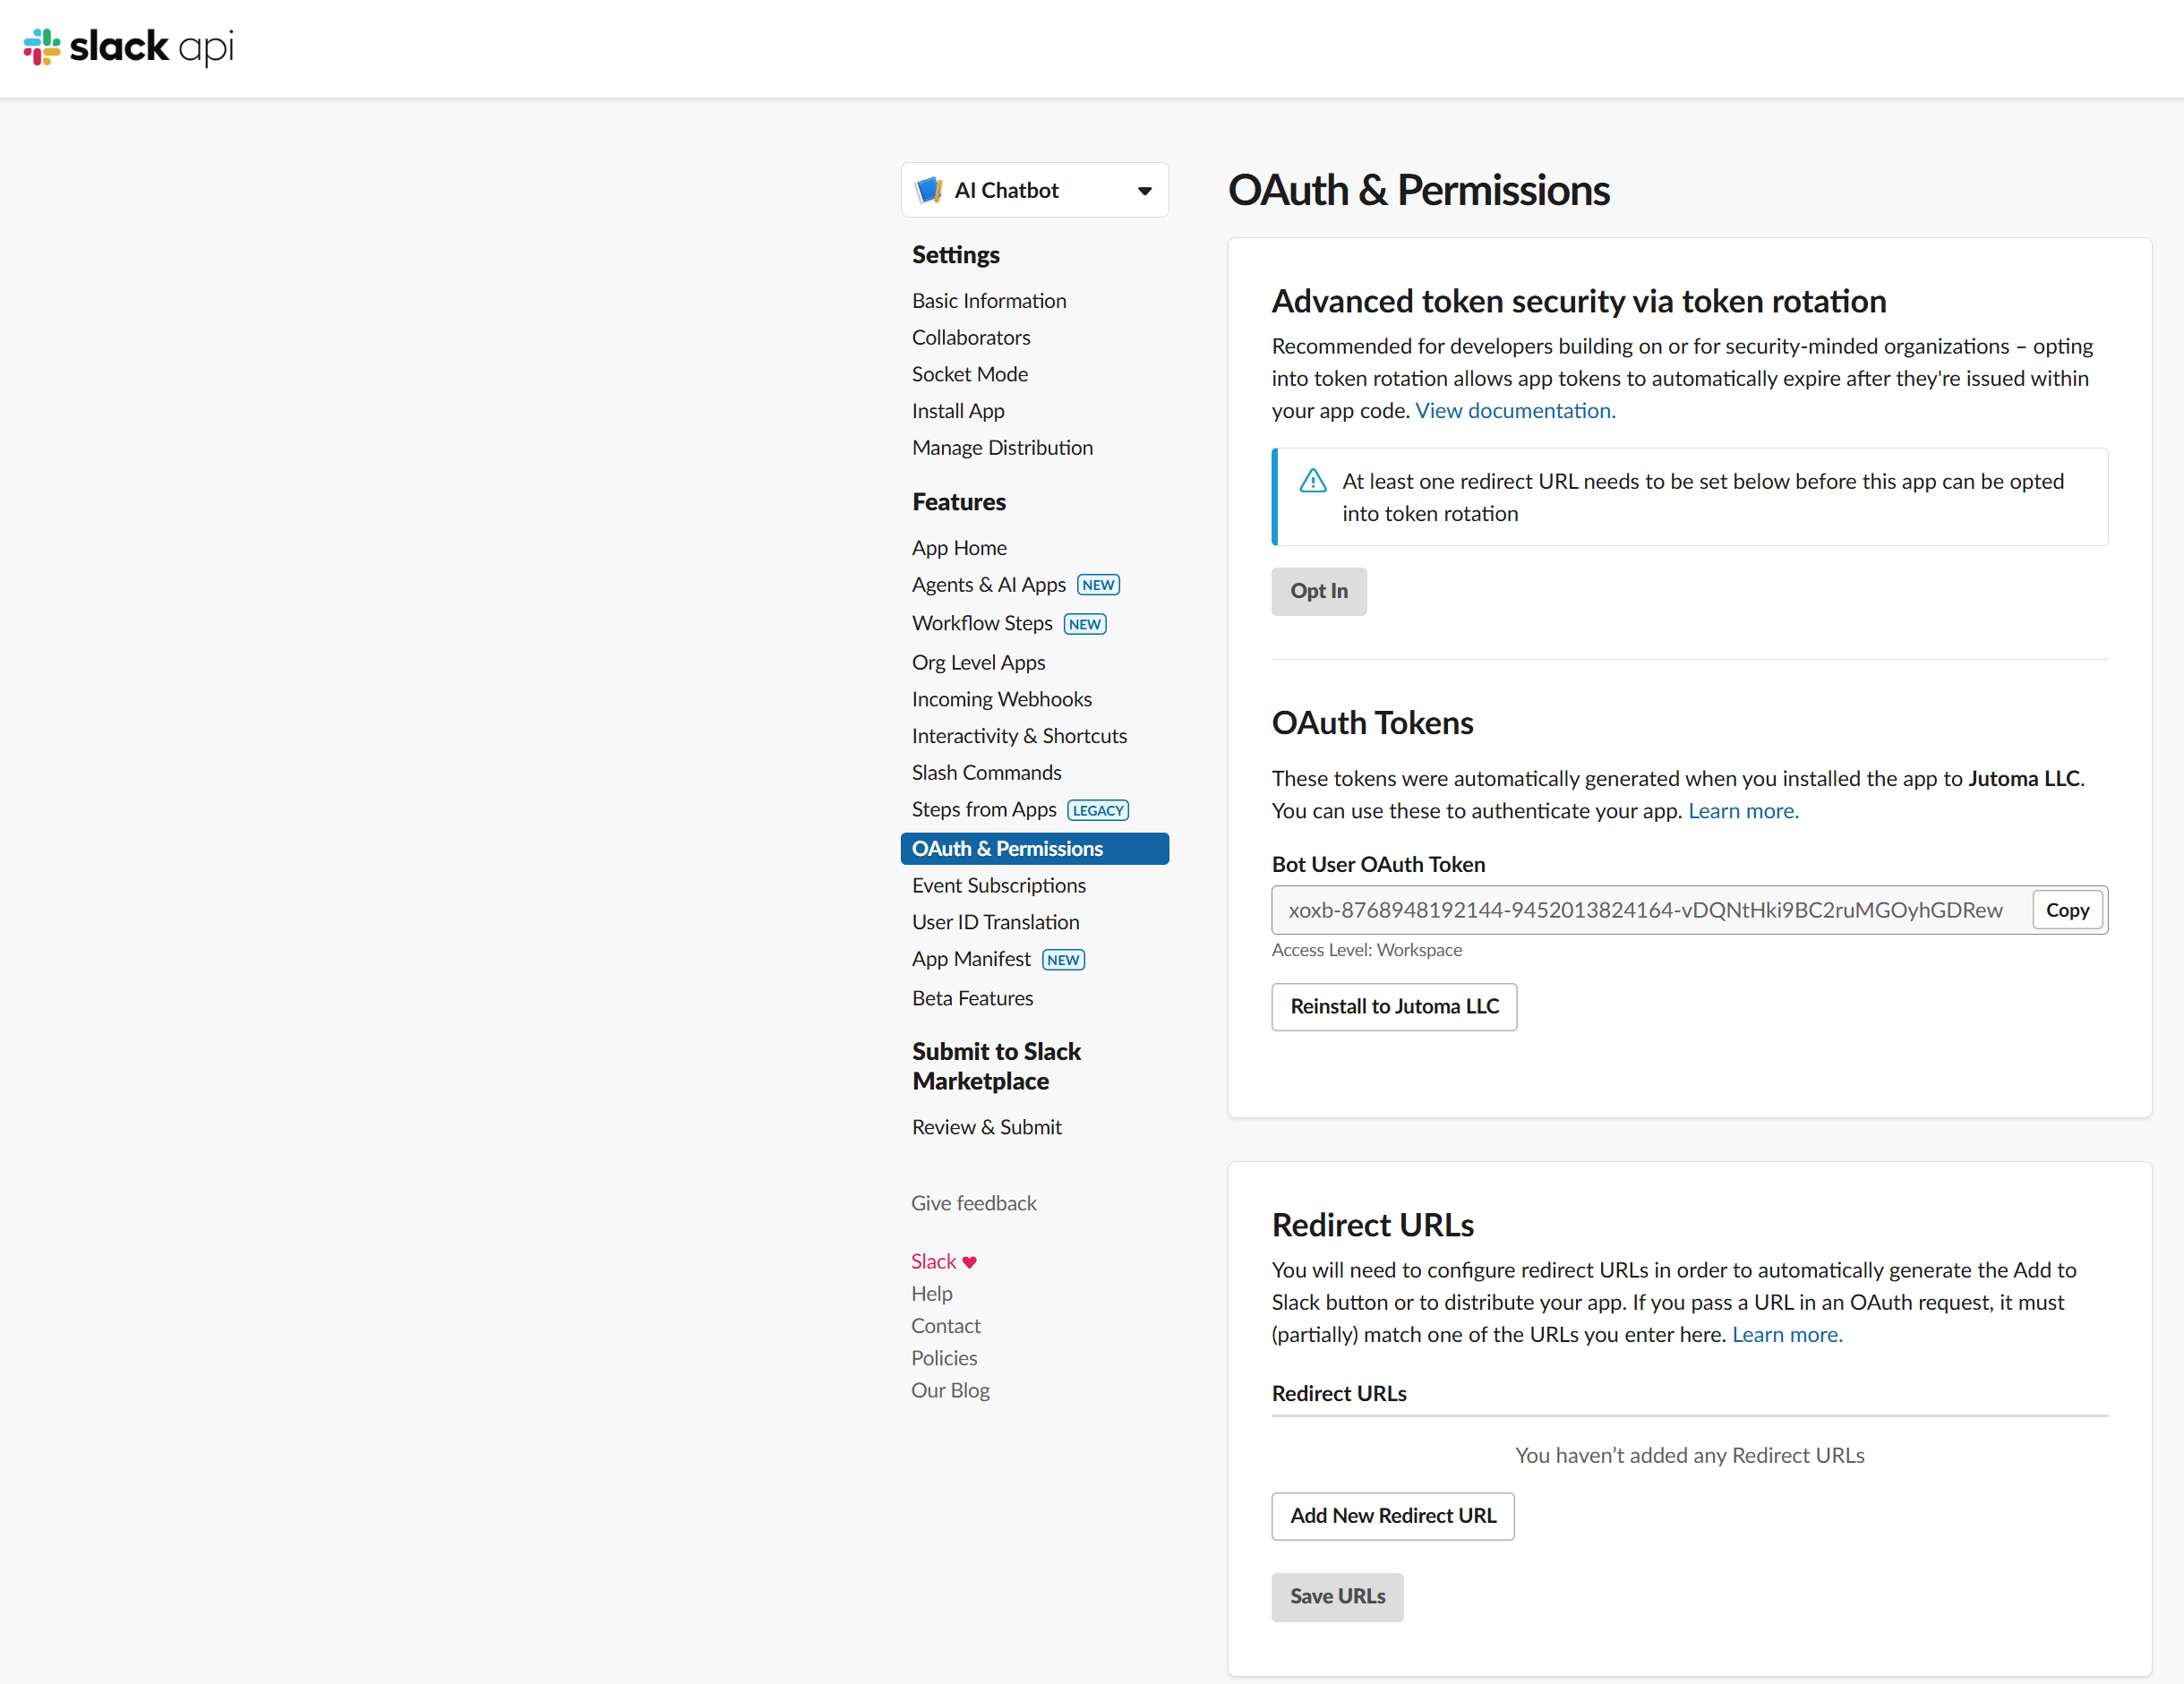 slack api
AI Chatbot
Settings
Basic Information
Collaborators
Socket Mode
Install App
Manage Distribution
Features
App Home
Agents & AI Apps NEW
Workflow Steps NEW
Org Level Apps
Incoming Webhooks
Interactivity & Shortcuts
Slash Commands
Steps from Apps LEGACY
OAuth & Permissions
Event Subscriptions
User ID Translation
App Manifest NEW
Beta Features
Submit to Slack
Marketplace
Review & Submit
Give feedback
Slack ♥
Help
Contact
Policies
Our Blog
OAuth & Permissions
Advanced token security via token rotation
Recommended for developers building on or for security-minded organizations – opting
into token rotation allows app tokens to automatically expire after they're issued within
your app code. View documentation.
At least one redirect URL needs to be set below before this app can be opted
into token rotation
Opt In
OAuth Tokens
These tokens were automatically generated when you installed the app to Jutoma LLC.
You can use these to authenticate your app. Learn more.
Bot User OAuth Token
xoxb-8768948192144-9452013824164-vDQNtHki9BC2ruMGOyhGDRew
Copy
Access Level: Workspace
Reinstall to Jutoma LLC
Redirect URLs
You will need to configure redirect URLs in order to automatically generate the Add to
Slack button or to distribute your app. If you pass a URL in an OAuth request, it must
(partially) match one of the URLs you enter here. Learn more.
Redirect URLs
You haven’t added any Redirect URLs
Add New Redirect URL
Save URLs